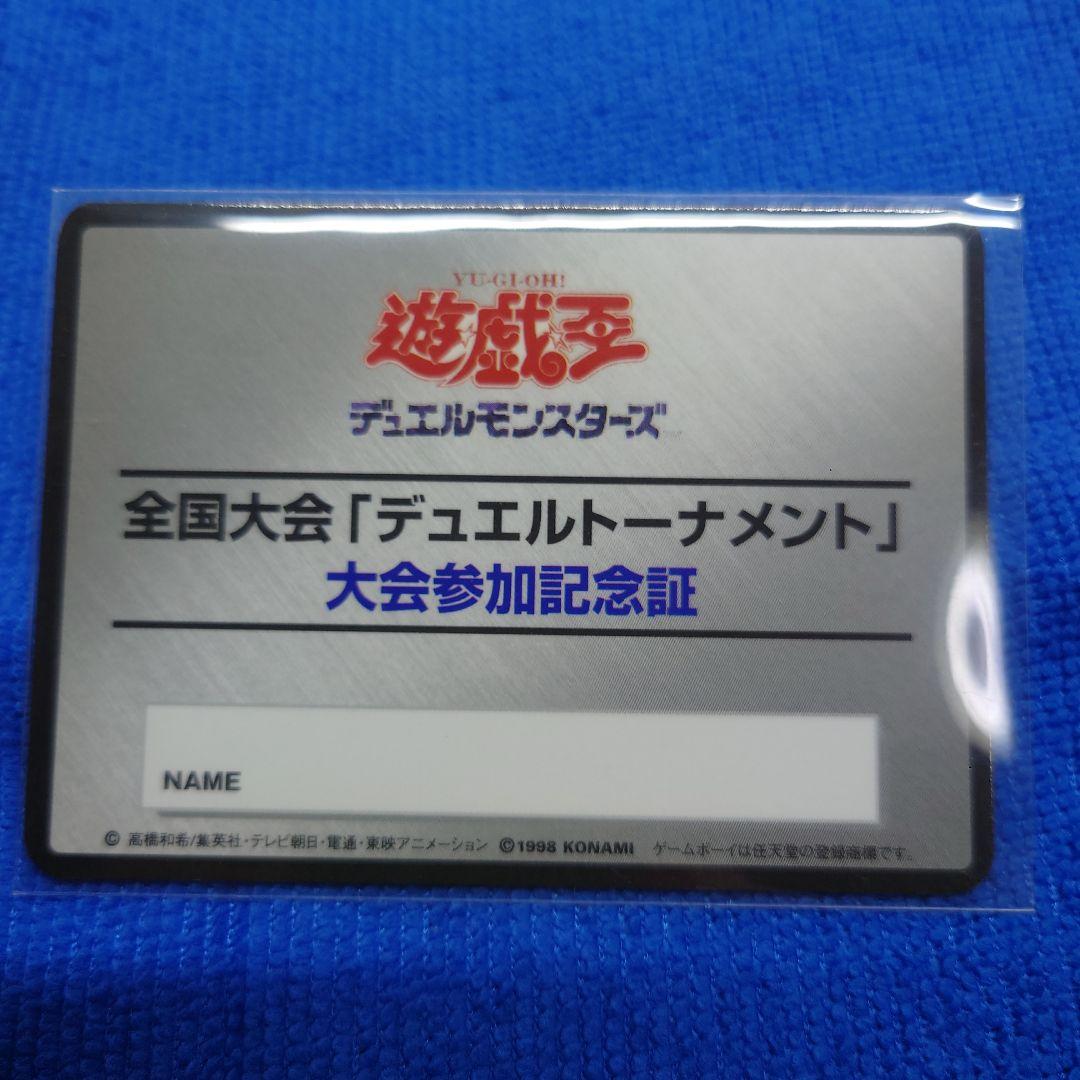 YU-GI-OH!
遊戯王
デュエルモンスターズ
全国大会「デュエルトーナメント」
大会参加記念証
NAME
© 高橋和希/集英社・テレビ朝日・電通・東映アニメーション ©1998 KONAMI ゲームボーイは任天堂の登録商標です。